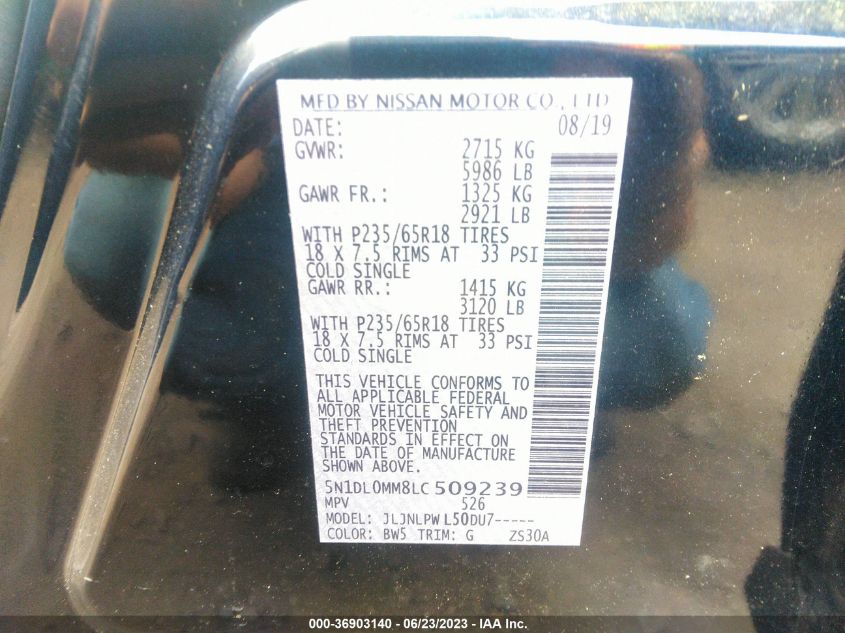 MFD BY NISSAN MOTOR CO., LTD
DATE: 08/19
GVWR: 2715 KG
5986 LB
GAWR FR.: 1325 KG
2921 LB
WITH P235/65R18 TIRES
18 X 7.5 RIMS AT 33 PSI
COLD SINGLE
GAWR RR.: 1415 KG
3120 LB
WITH P235/65R18 TIRES
18 X 7.5 RIMS AT 33 PSI
COLD SINGLE
THIS VEHICLE CONFORMS TO
ALL APPLICABLE FEDERAL
MOTOR VEHICLE SAFETY AND
THEFT PREVENTION
STANDARDS IN EFFECT ON
THE DATE OF MANUFACTURE
SHOWN ABOVE.
5N1DL0MM8LC509239
MPV 526
MODEL: JLJNLPW L50DU7-----
COLOR: BW5 TRIM: G ZS30A
000-36903140 - 06/23/2023 - IAA Inc.